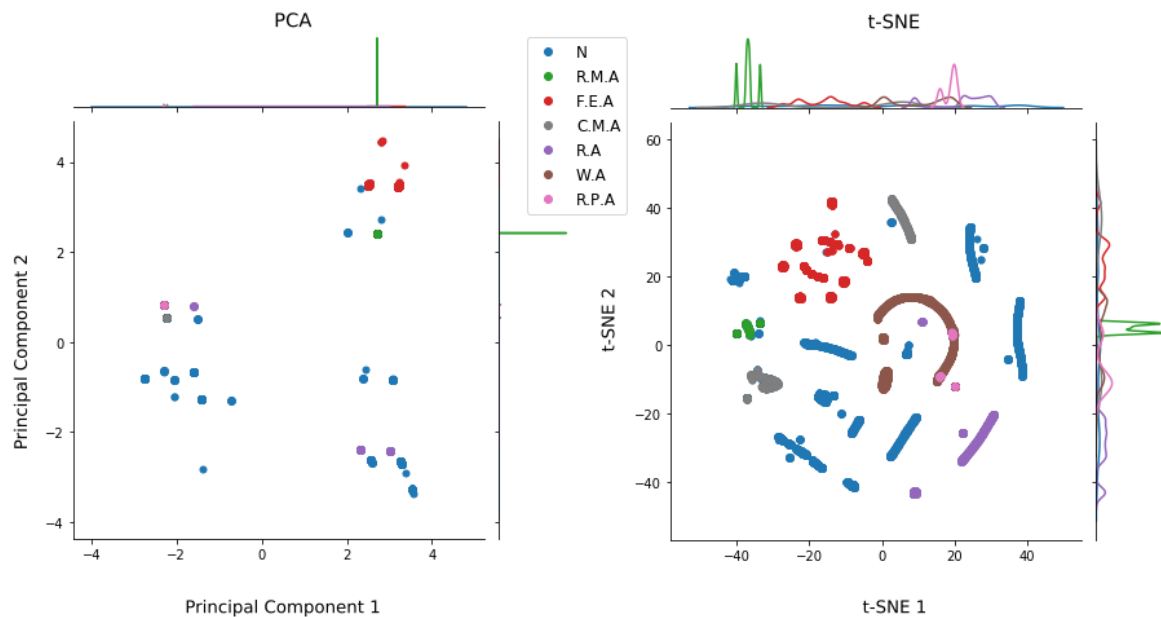 PCA
t-SNE
N
R.M.A
F.E.A
C.M.A
R.A
W.A
R.P.A
Principal Component 2
4
2
0
−2
−4
−4
−2
0
2
4
Principal Component 1
t-SNE 2
60
40
20
0
−20
−40
−40
−20
0
20
40
t-SNE 1